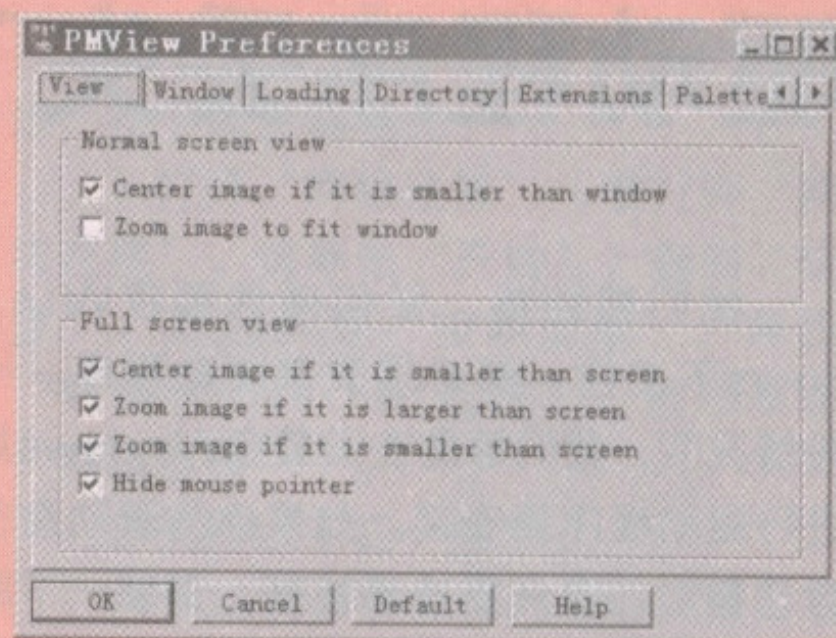 PMView Preferences
View Window Loading Directory Extensions Palette
Normal screen view
Center image if it is smaller than window
Zoom image to fit window
Full screen view
Center image if it is smaller than screen
Zoom image if it is larger than screen
Zoom image if it is smaller than screen
Hide mouse pointer
OK Cancel Default Help